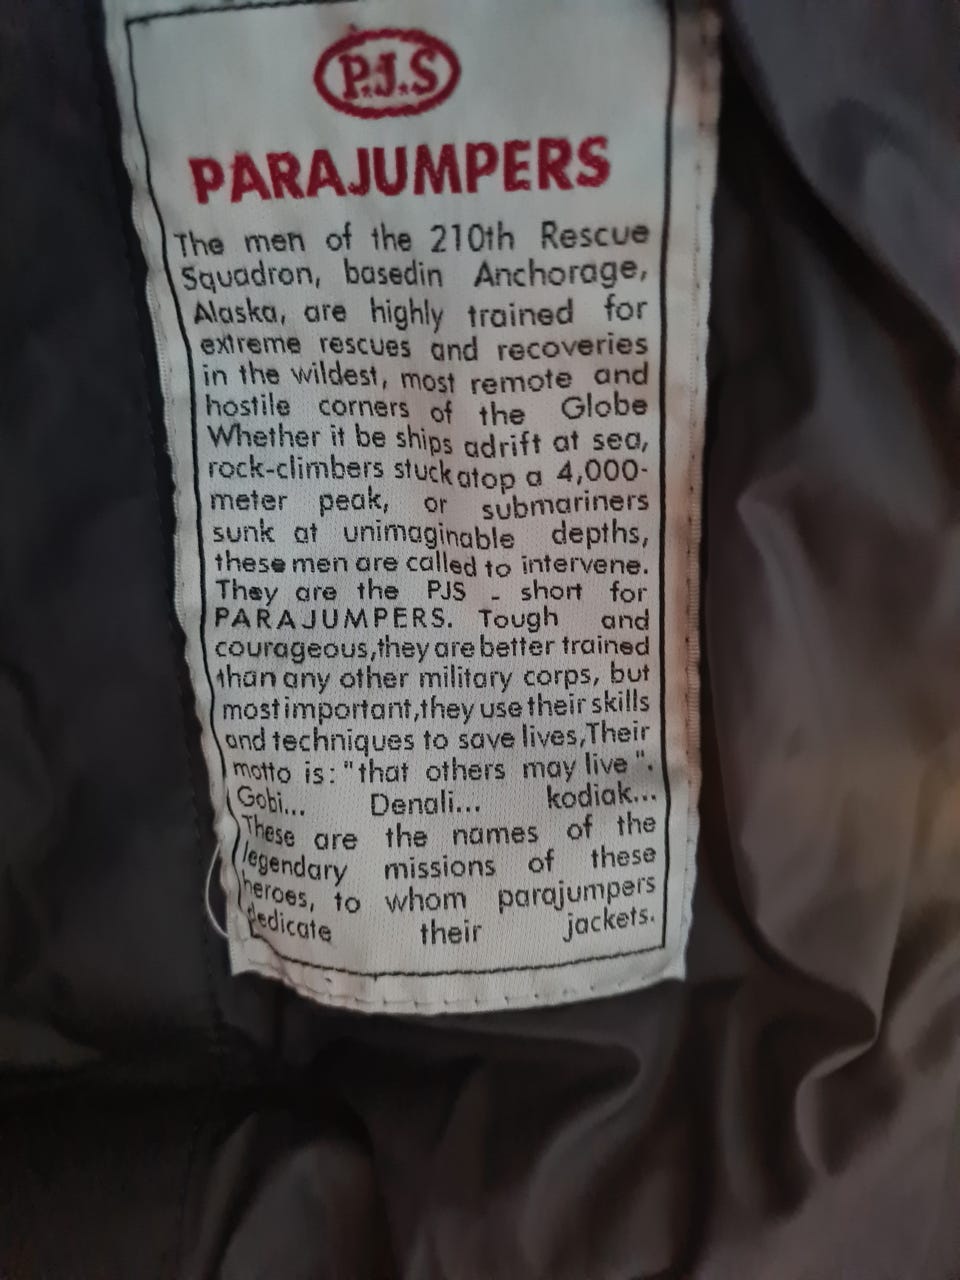 P.J.S
PARAJUMPERS
The men of the 210th Rescue
Squadron, basedin Anchorage,
Alaska, are highly trained for
extreme rescues and recoveries
in the wildest, most remote and
hostile corners of the Globe
Whether it be ships adrift at sea,
rock-climbers stuck atop a 4,000-
meter peak, or submariners
sunk at unimaginable depths,
these men are called to intervene.
They are the PJS - short for
PARAJUMPERS. Tough and
courageous,they are better trained
than any other military corps, but
most important,they use their skills
and techniques to save lives,Their
motto is: "that others may live ".
Gobi... Denali... kodiak...
These are the names of the
legendary missions of these
heroes, to whom parajumpers
dedicate their jackets.